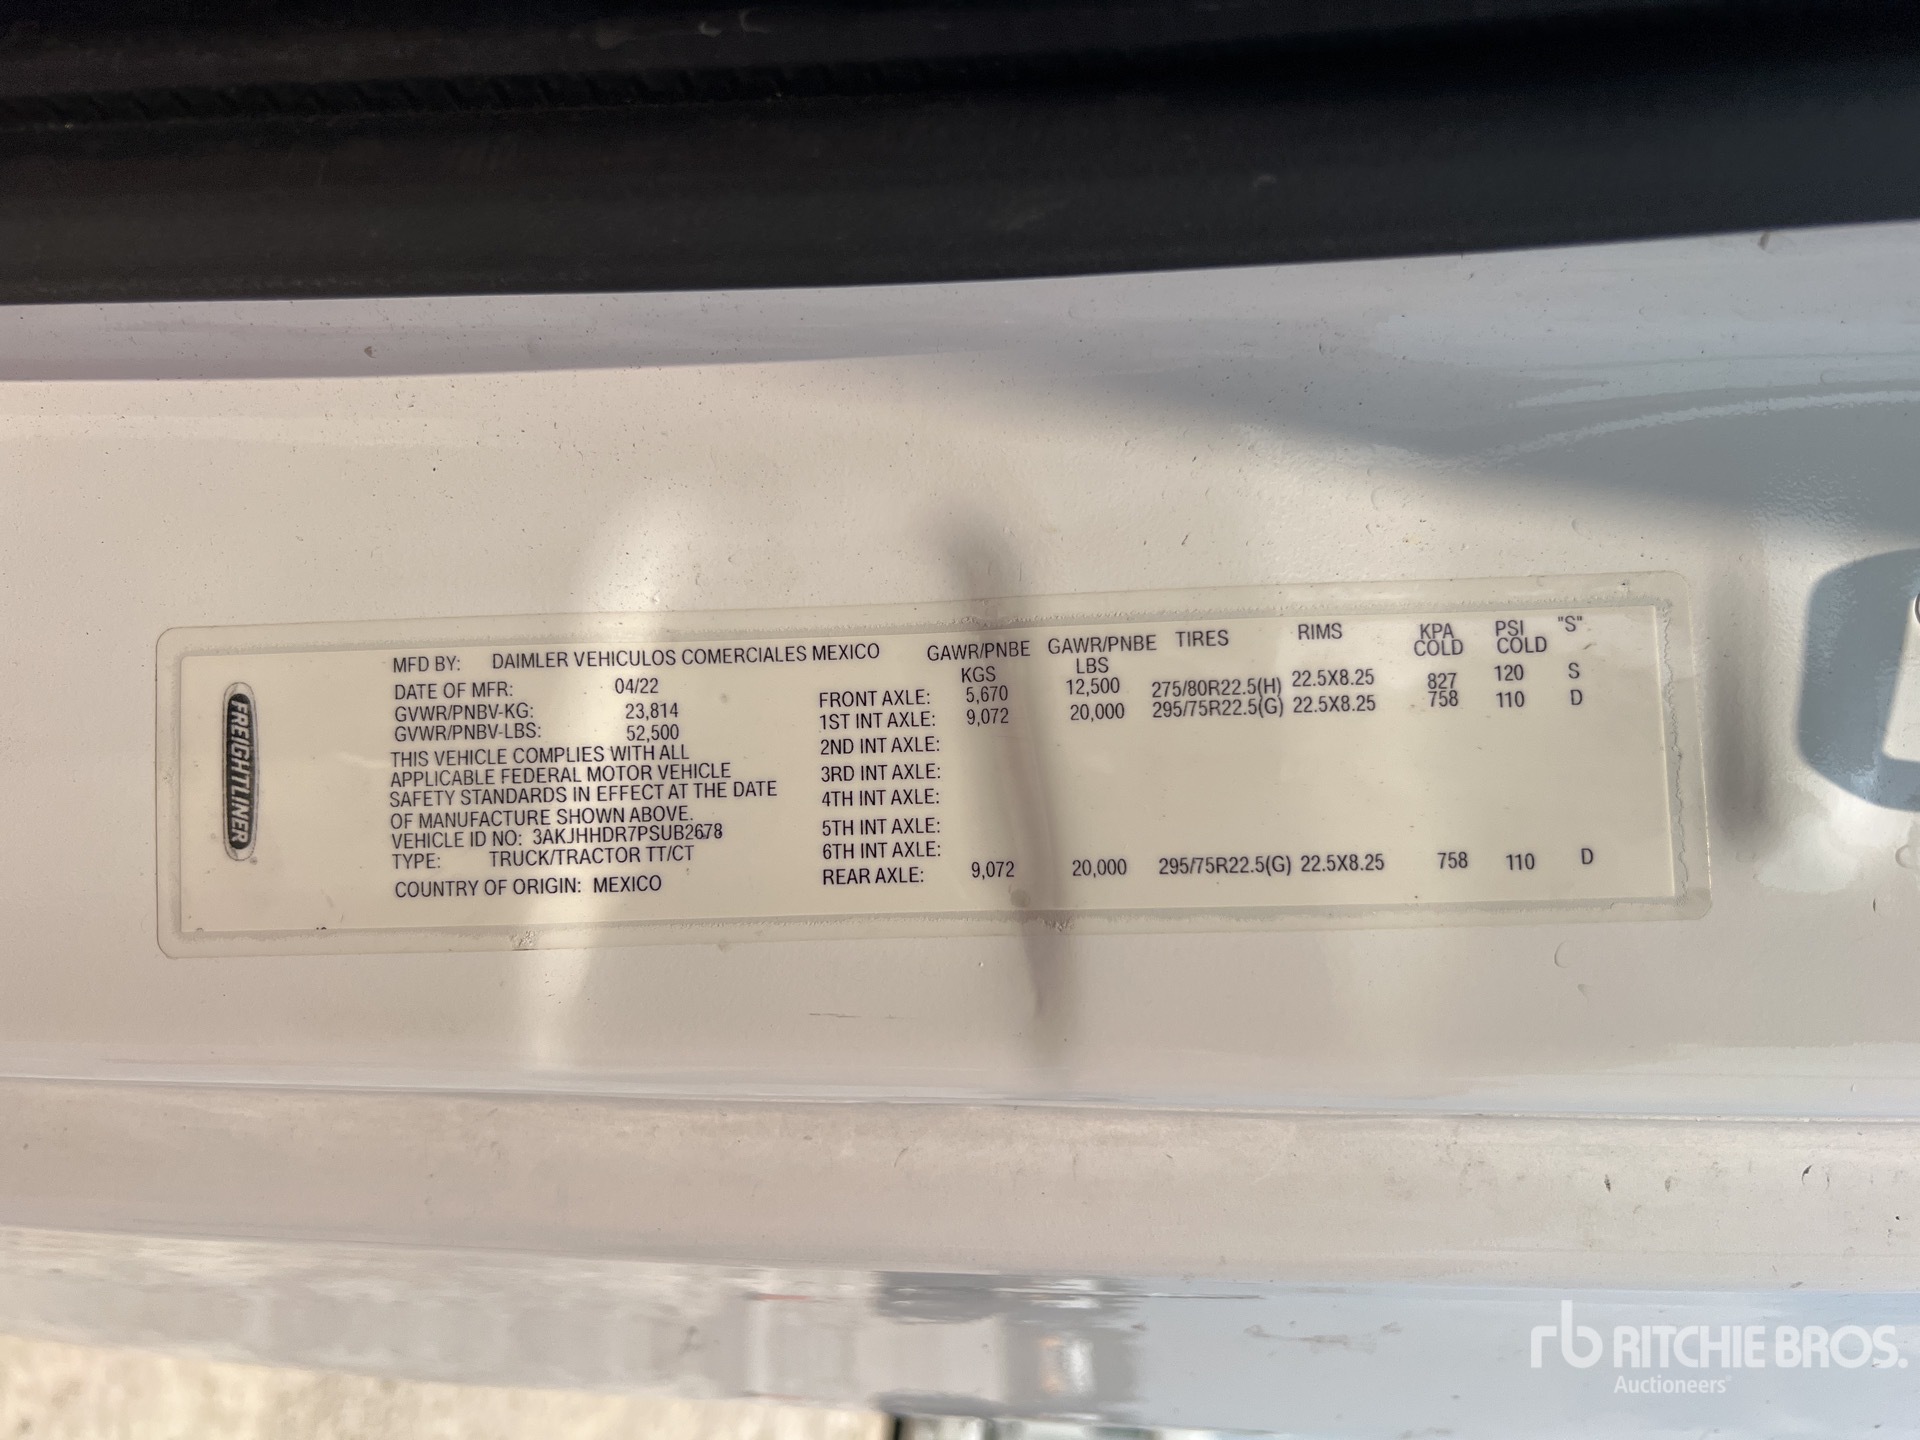 FREIGHTLINER
MFD BY: DAIMLER VEHICULOS COMERCIALES MEXICO
DATE OF MFR: 04/22
GVWR/PNBV-KG: 23,814
GVWR/PNBV-LBS: 52,500
THIS VEHICLE COMPLIES WITH ALL
APPLICABLE FEDERAL MOTOR VEHICLE
SAFETY STANDARDS IN EFFECT AT THE DATE
OF MANUFACTURE SHOWN ABOVE.
VEHICLE ID NO: 3AKJHHDR7PSUB2678
TYPE: TRUCK/TRACTOR TT/CT
COUNTRY OF ORIGIN: MEXICO
GAWR/PNBE KGS GAWR/PNBE LBS TIRES RIMS KPA COLD PSI COLD "S"
FRONT AXLE: 5,670 12,500 275/80R22.5(H) 22.5X8.25 827 120 S
1ST INT AXLE: 9,072 20,000 295/75R22.5(G) 22.5X8.25 758 110 D
2ND INT AXLE:
3RD INT AXLE:
4TH INT AXLE:
5TH INT AXLE:
6TH INT AXLE:
REAR AXLE: 9,072 20,000 295/75R22.5(G) 22.5X8.25 758 110 D
rb RITCHIE BROS.
Auctioneers